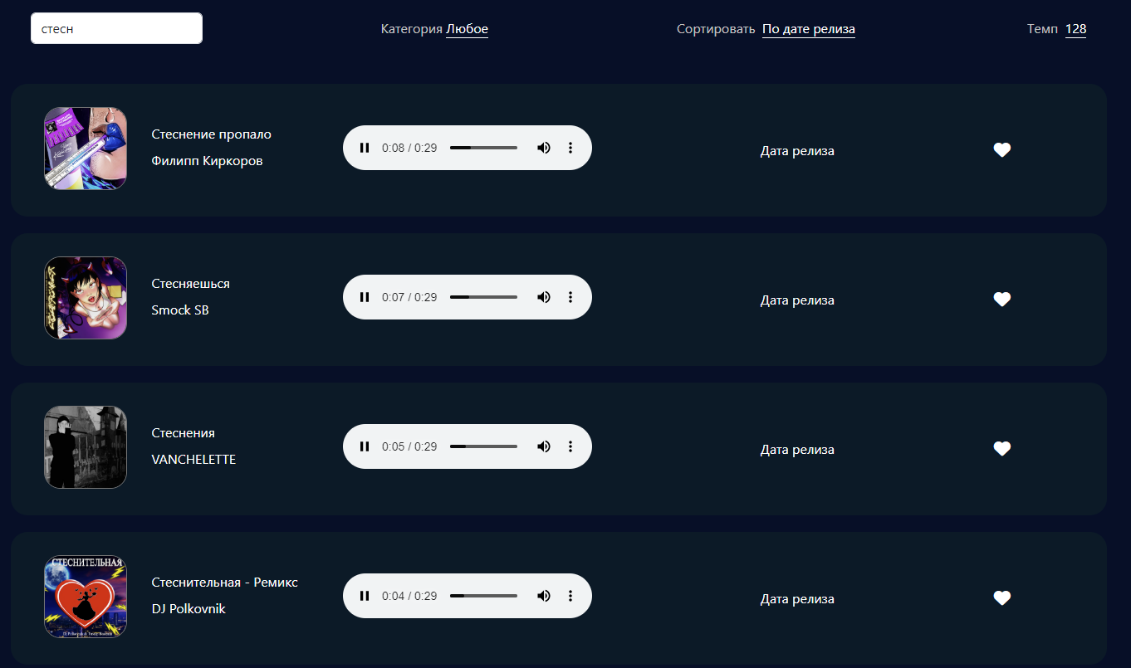 стесн
Категория Любое
Сортировать По дате релиза
Темп 128
Стеснение пропало
Филипп Киркоров
0:08 / 0:29
Дата релиза
Стесняешься
Smock SB
0:07 / 0:29
Дата релиза
Стеснения
VANCHELETTE
0:05 / 0:29
Дата релиза
СТЕСНИТЕЛЬНАЯ
Стеснительная - Ремикс
DJ Polkovnik
0:04 / 0:29
Дата релиза